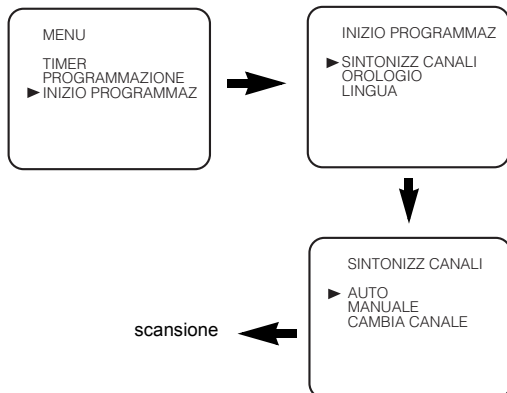 MENU
TIMER
PROGRAMMAZIONE
INIZIO PROGRAMMAZ
INIZIO PROGRAMMAZ
SINTONIZZ CANALI
OROLOGIO
LINGUA
SINTONIZZ CANALI
AUTO
MANUALE
CAMBIA CANALE
scansione